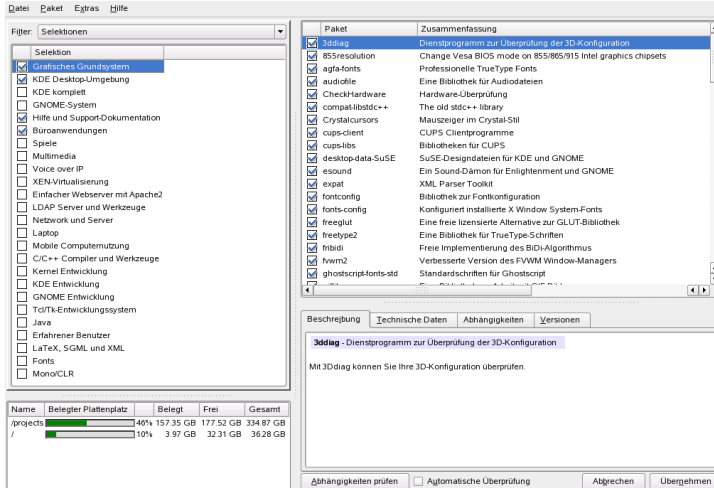 Datei Paket Extras Hilfe
Filter: Selektionen
Selektion
Grafisches Grundsystem
KDE Desktop-Umgebung
KDE komplett
GNOME-System
Hilfe und Support-Dokumentation
Büroanwendungen
Spiele
Multimedia
Voice over IP
XEN-Virtualisierung
Einfacher Webserver mit Apache2
LDAP Server und Werkzeuge
Netzwerk und Server
Laptop
Mobile Computernutzung
C/C++ Compiler und Werkzeuge
Kernel Entwicklung
KDE Entwicklung
GNOME Entwicklung
Tcl/Tk-Entwicklungssystem
Java
Erfahrener Benutzer
LaTeX, SGML und XML
Fonts
Mono/CLR
Name Belegter Plattenplatz Belegt Frei Gesamt
/projects 46% 157.35 GB 177.52 GB 334.87 GB
/ 10% 3.97 GB 32.31 GB 36.28 GB
Paket Zusammenfassung
3ddiag Dienstprogramm zur Überprüfung der 3D-Konfiguration
855resolution Change Vesa BIOS mode on 855/865/915 Intel graphics chipsets
agfa-fonts Professionelle TrueType Fonts
audiofile Eine Bibliothek für Audiodateien
CheckHardware Hardware-Überprüfung
compat-libstdc++ The old stdc++ library
Crystalcursors Mauszeiger im Crystal-Stil
cups-client CUPS Clientprogramme
cups-libs Bibliotheken für CUPS
desktop-data-SuSE SuSE-Designdateien für KDE und GNOME
esound Ein Sound-Dämon für Enlightenment und GNOME
expat XML Parser Toolkit
fontconfig Bibliothek zur Fontkonfiguration
fonts-config Konfiguriert installierte X Window System-Fonts
freeglut Eine freie lizensierte Alternative zur GLUT-Bibliothek
freetype2 Eine Bibliothek für TrueType-Schriften
fribidi Freie Implementierung des BiDi-Algorithmus
fvwm2 Verbesserte Version des FVWM Window-Managers
ghostscript-fonts-std Standardschriften für Ghostscript
Beschreibung Technische Daten Abhängigkeiten Versionen
3ddiag - Dienstprogramm zur Überprüfung der 3D-Konfiguration
Mit 3Ddiag können Sie Ihre 3D-Konfiguration überprüfen.
Abhängigkeiten prüfen Automatische Überprüfung Abbrechen Übernehmen